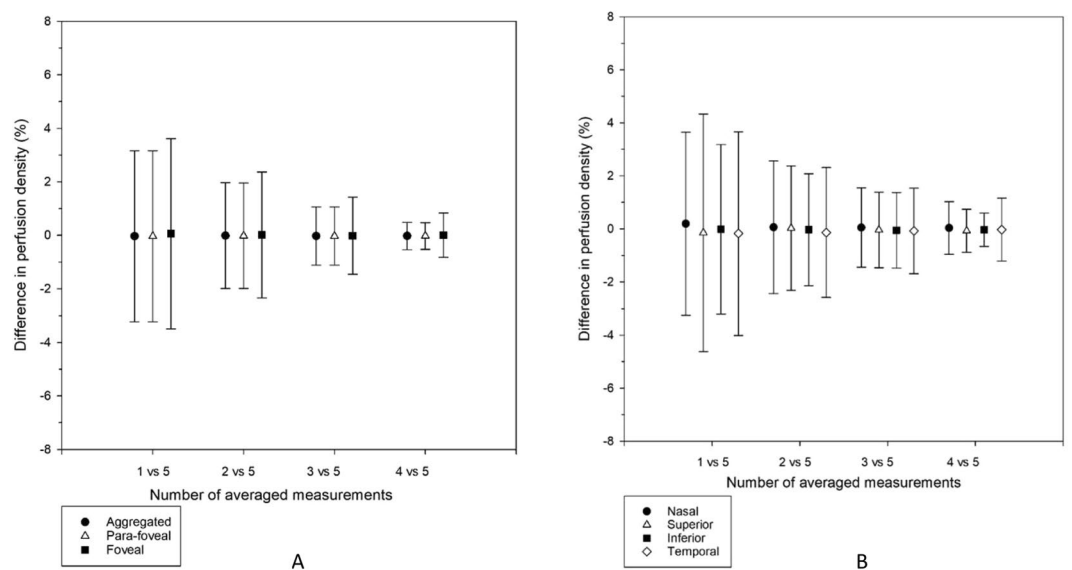 8
6
4
2
0
-2
-4
-6
-8
Difference in perfusion density (%)
1 vs 5 2 vs 5 3 vs 5 4 vs 5
Number of averaged measurements
Aggregated
Para-foveal
Foveal
A
8
6
4
2
0
-2
-4
-6
-8
Difference in perfusion density (%)
1 vs 5 2 vs 5 3 vs 5 4 vs 5
Number of averaged measurements
Nasal
Superior
Inferior
Temporal
B